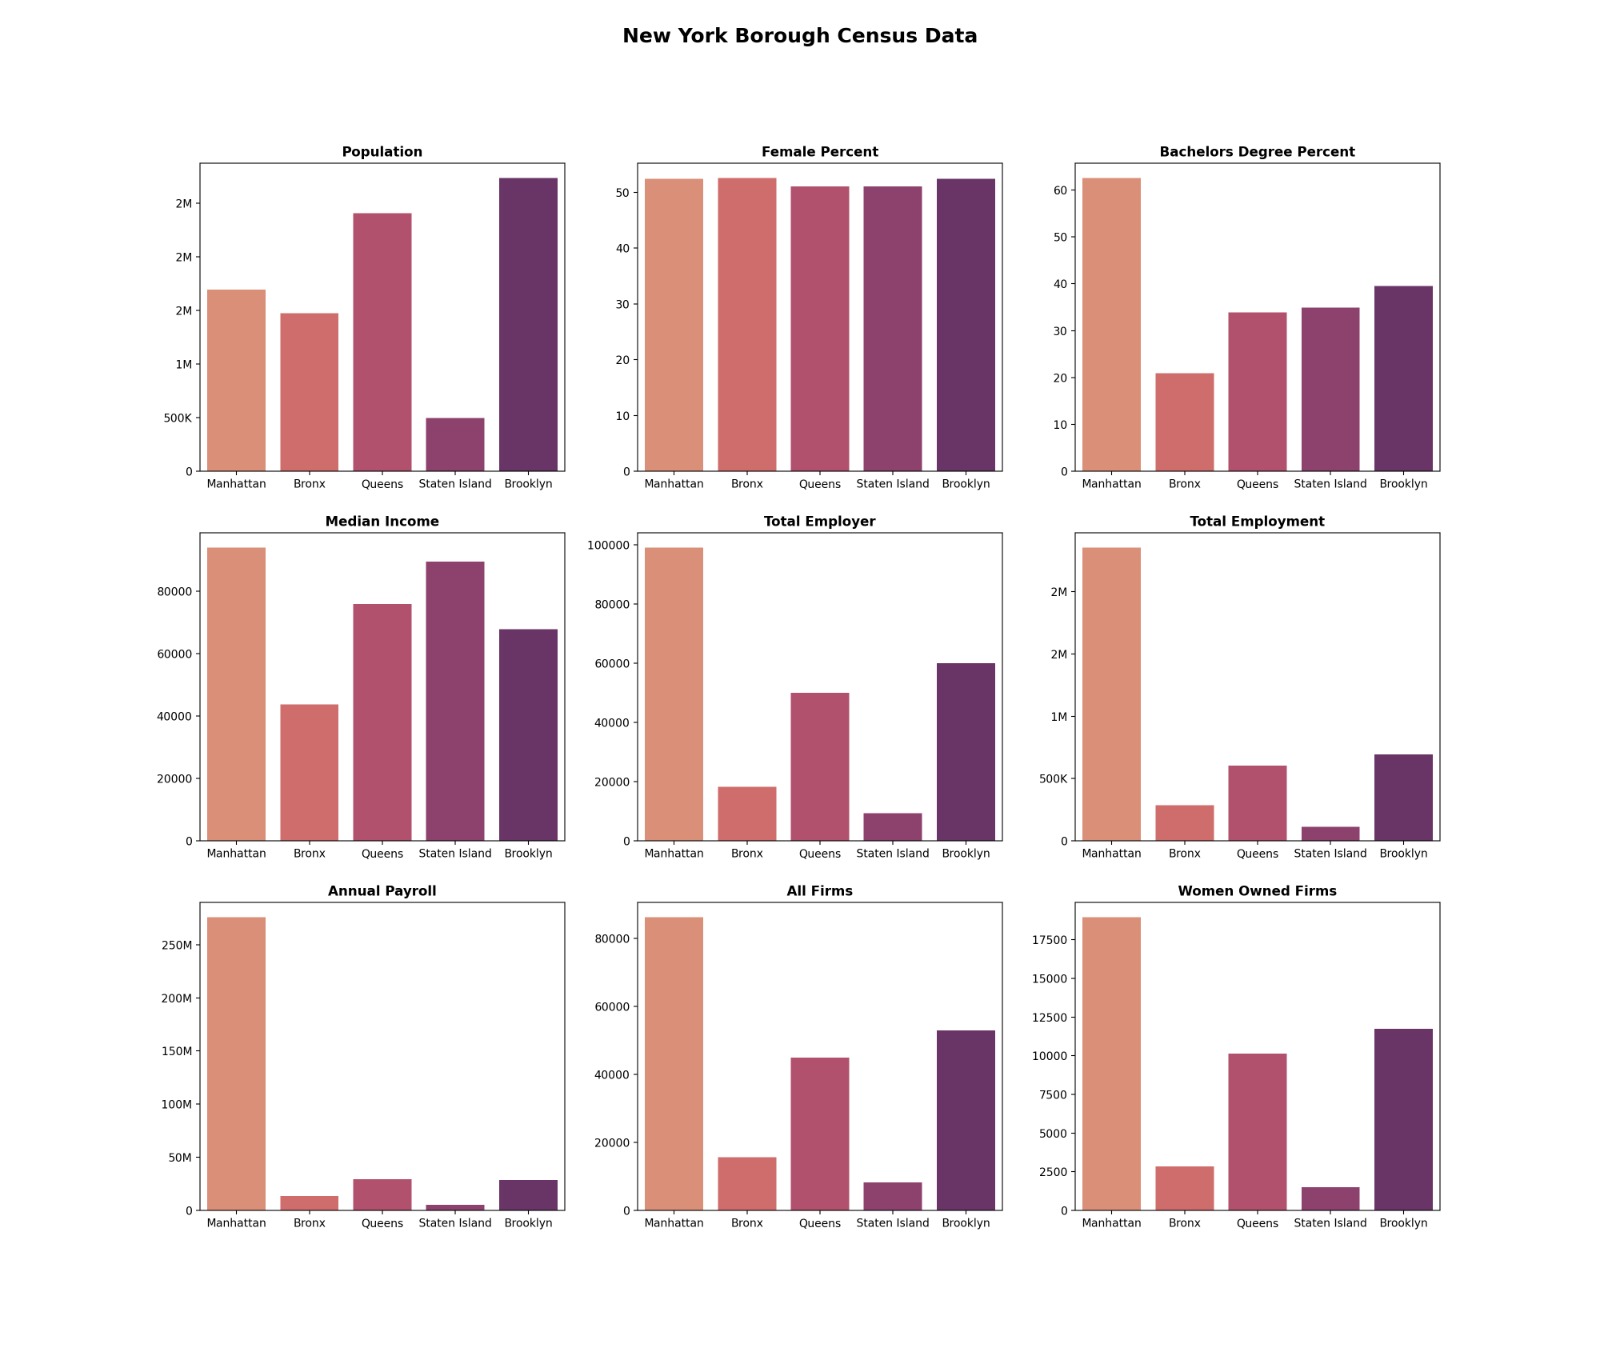 New York Borough Census Data
Population
2M
2M
2M
1M
500K
0
Manhattan Bronx Queens Staten Island Brooklyn
Female Percent
50
40
30
20
10
0
Manhattan Bronx Queens Staten Island Brooklyn
Bachelors Degree Percent
60
50
40
30
20
10
0
Manhattan Bronx Queens Staten Island Brooklyn
Median Income
80000
60000
40000
20000
0
Manhattan Bronx Queens Staten Island Brooklyn
Total Employer
100000
80000
60000
40000
20000
0
Manhattan Bronx Queens Staten Island Brooklyn
Total Employment
2M
2M
1M
500K
0
Manhattan Bronx Queens Staten Island Brooklyn
Annual Payroll
250M
200M
150M
100M
50M
0
Manhattan Bronx Queens Staten Island Brooklyn
All Firms
80000
60000
40000
20000
0
Manhattan Bronx Queens Staten Island Brooklyn
Women Owned Firms
17500
15000
12500
10000
7500
5000
2500
0
Manhattan Bronx Queens Staten Island Brooklyn